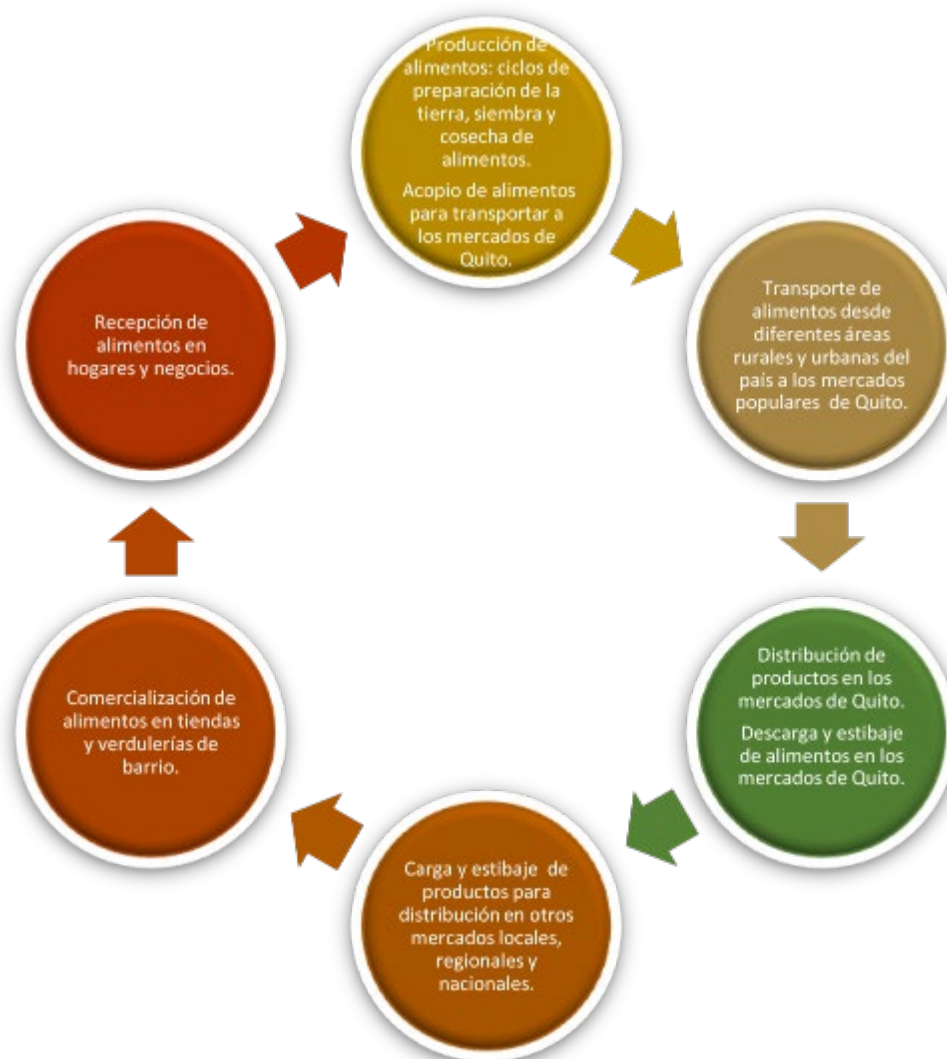 Producción de
alimentos: ciclos de
preparación de la
tierra, siembra y
cosecha de
alimentos.
Acopio de alimentos
para transportar a
los mercados de
Quito.
Transporte de
alimentos desde
diferentes áreas
rurales y urbanas del
país a los mercados
populares de Quito.
Distribución de
productos en los
mercados de Quito.
Descarga y estibaje
de alimentos en los
mercados de Quito.
Carga y estibaje de
productos para
distribución en otros
mercados locales,
regionales y
nacionales.
Comercialización de
alimentos en tiendas
y verdulerías de
barrio.
Recepción de
alimentos en
hogares y negocios.